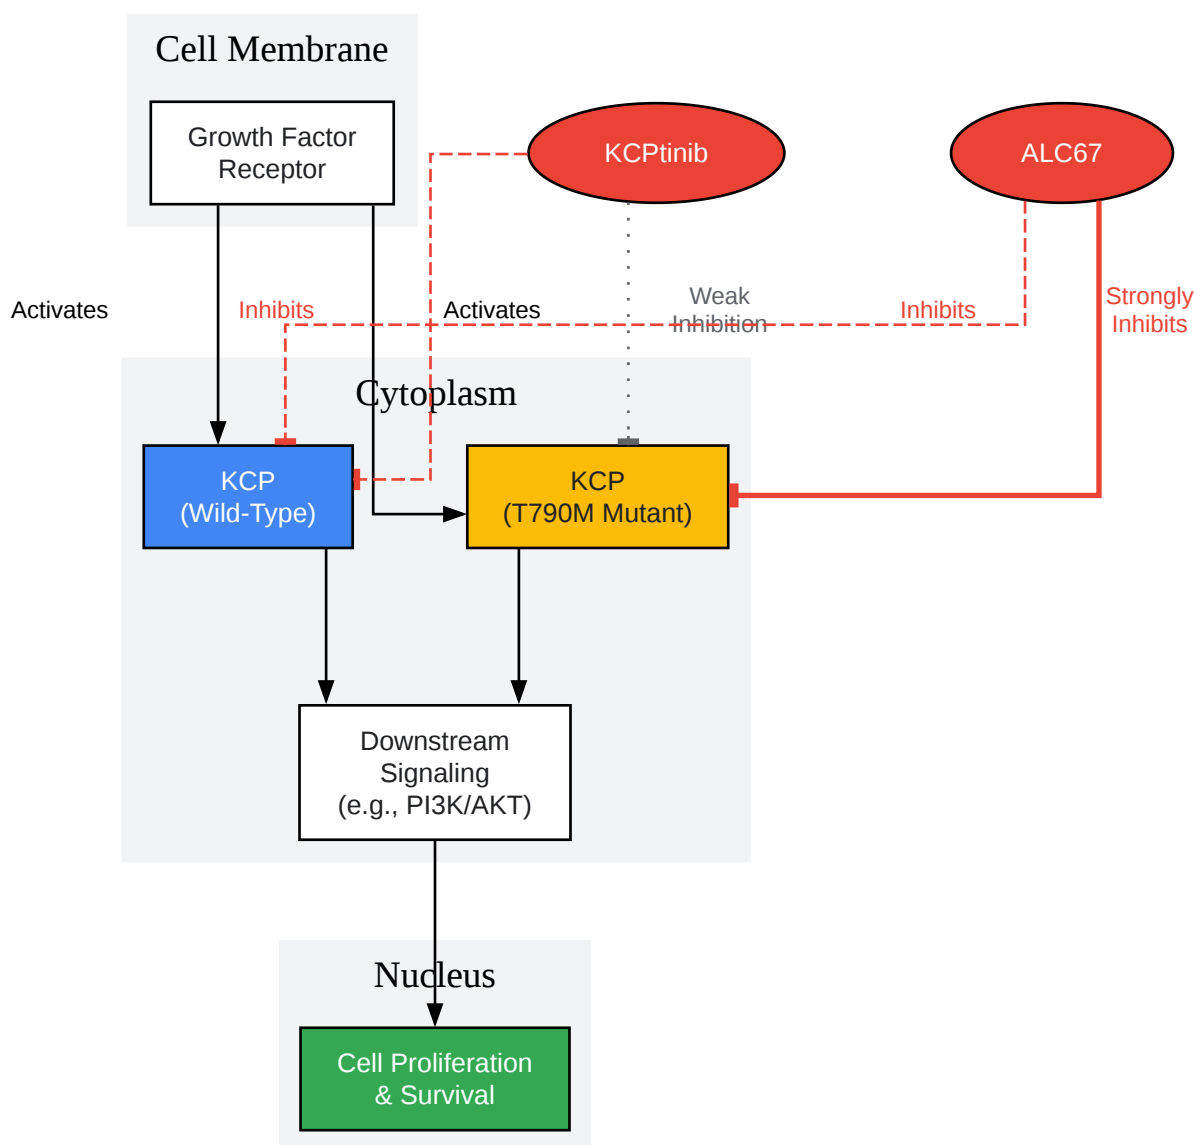 Cell Membrane
Growth Factor
Receptor
KCPtinib
ALC67
Activates
Inhibits
Activates
Weak
Inhibition
Inhibits
Strongly
Inhibits
Cytoplasm
KCP
(Wild-Type)
KCP
(T790M Mutant)
Downstream
Signaling
(e.g., PI3K/AKT)
Nucleus
Cell Proliferation
& Survival